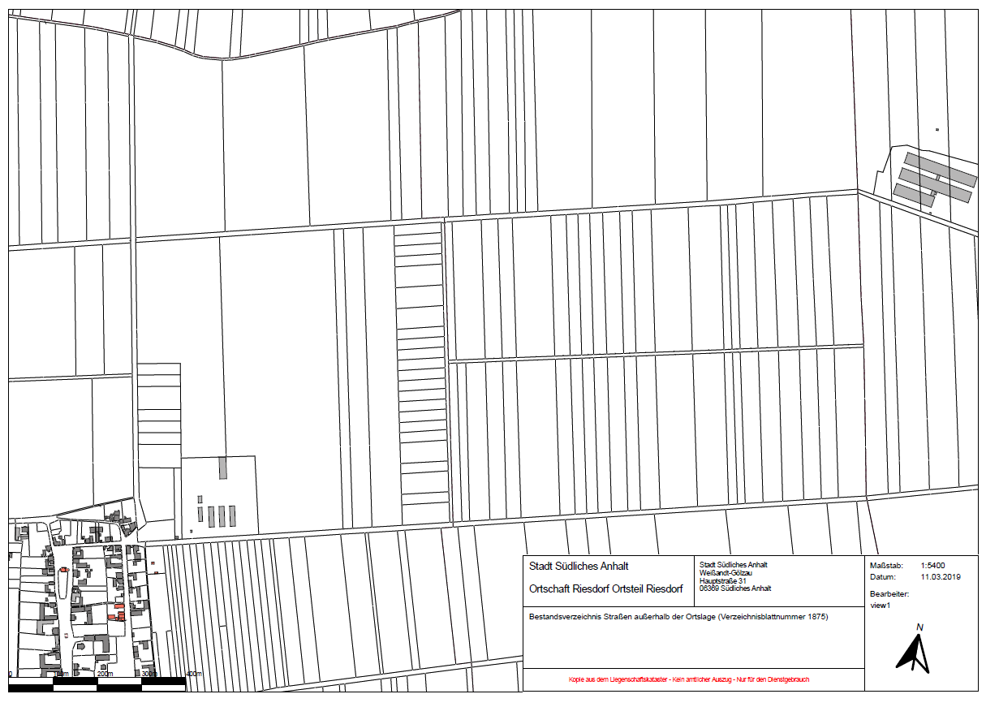 Stadt Südliches Anhalt
Ortschaft Riesdorf Ortsteil Riesdorf
Stadt Südliches Anhalt
Weißandt-Gölzau
Hauptstraße 31
06369 Südliches Anhalt
Maßstab: 1:5400
Datum: 11.03.2019
Bearbeiter:
view1
Bestandsverzeichnis Straßen außerhalb der Ortslage (Verzeichnisblattnummer 1875)
N
Kopie aus dem Liegenschaftskataster - Kein amtlicher Auszug - Nur für den Dienstgebrauch
0 100m 200m 300m 400m